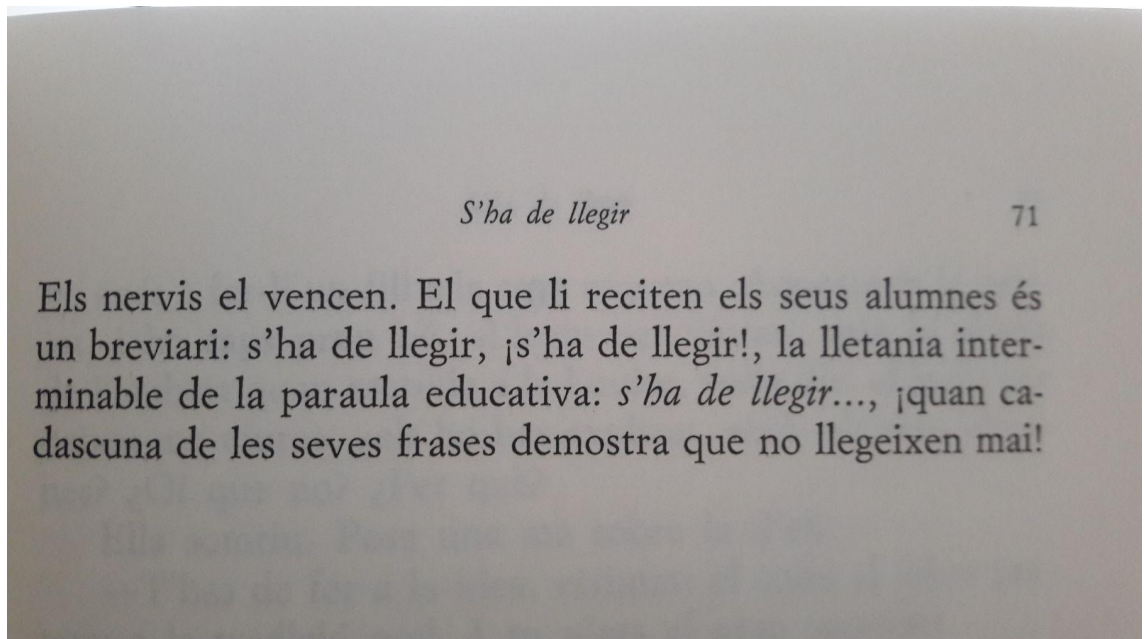 S'ha de llegir 71
Els nervis el vencen. El que li reciten els seus alumnes és
un breviari: s'ha de llegir, ¡s'ha de llegir!, la lletania inter-
minable de la paraula educativa: s'ha de llegir..., ¡quan ca-
dascuna de les seves frases demostra que no llegeixen mai!